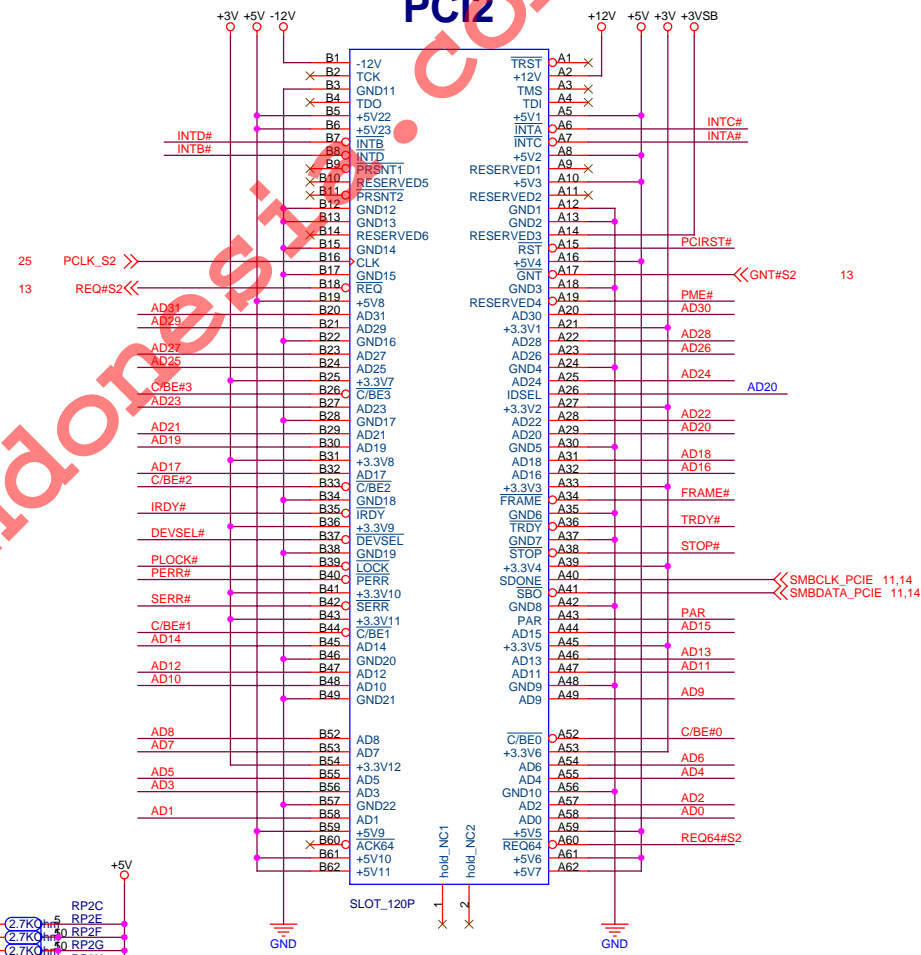 PCI2
+3V +5V -12V +12V +5V +3V +3VSB
B1 -12V TRST A1
B2 TCK +12V A2
B3 GND11 TMS A3
B4 TDO TDI A4
B5 +5V22 +5V1 A5
B6 +5V23 INTA A6 INTC#
INTD# B7 INTB INTC A7 INTA#
INTB# B8 INTD +5V2 A8
B9 PRSNT1 RESERVED1 A9
B10 RESERVED5 +5V3 A10
B11 PRSNT2 RESERVED2 A11
B12 GND12 GND1 A12
B13 GND13 GND2 A13
B14 RESERVED6 RESERVED3 A14
B15 GND14 RST A15 PCIRST#
25 PCLK_S2 B16 CLK +5V4 A16
B17 GND15 GNT A17 GNT#S2 13
13 REQ#S2 B18 REQ GND3 A18
B19 +5V8 RESERVED4 A19 PME#
AD31 B20 AD31 AD30 A20 AD30
AD29 B21 AD29 +3.3V1 A21
B22 GND16 AD28 A22 AD28
AD27 B23 AD27 AD26 A23 AD26
AD25 B24 AD25 GND4 A24
B25 +3.3V7 AD24 A25 AD24
C/BE#3 B26 C/BE3 IDSEL A26 AD20
AD23 B27 AD23 +3.3V2 A27
B28 GND17 AD22 A28 AD22
AD21 B29 AD21 AD20 A29 AD20
AD19 B30 AD19 GND5 A30
B31 +3.3V8 AD18 A31 AD18
AD17 B32 AD17 AD16 A32 AD16
C/BE#2 B33 C/BE2 +3.3V3 A33
B34 GND18 FRAME A34 FRAME#
IRDY# B35 IRDY GND6 A35
B36 +3.3V9 TRDY A36 TRDY#
DEVSEL# B37 DEVSEL GND7 A37
B38 GND19 STOP A38 STOP#
PLOCK# B39 LOCK +3.3V4 A39
PERR# B40 PERR SDONE A40 SMBCLK_PCIE 11,14
B41 +3.3V10 SBO A41 SMBDATA_PCIE 11,14
SERR# B42 SERR GND8 A42
B43 +3.3V11 PAR A43 PAR
C/BE#1 B44 C/BE1 AD15 A44 AD15
AD14 B45 AD14 +3.3V5 A45
B46 GND20 AD13 A46 AD13
AD12 B47 AD12 AD11 A47 AD11
AD10 B48 AD10 GND9 A48
B49 GND21 AD9 A49 AD9
AD8 B52 AD8 C/BE0 A52 C/BE#0
AD7 B53 AD7 +3.3V6 A53
B54 +3.3V12 AD6 A54 AD6
AD5 B55 AD5 AD4 A55 AD4
AD3 B56 AD3 GND10 A56
B57 GND22 AD2 A57 AD2
AD1 B58 AD1 AD0 A58 AD0
B59 +5V9 +5V5 A59
B60 ACK64 REQ64 A60 REQ64#S2
B61 +5V10 +5V6 A61
B62 +5V11 +5V7 A62
hold_NC1 hold_NC2
1 2
SLOT_120P
GND GND
+5V
RP2C
2.7KOhm 5 RP2E
2.7KOhm RP2F
2.7KOhm RP2G
ndonesia.co